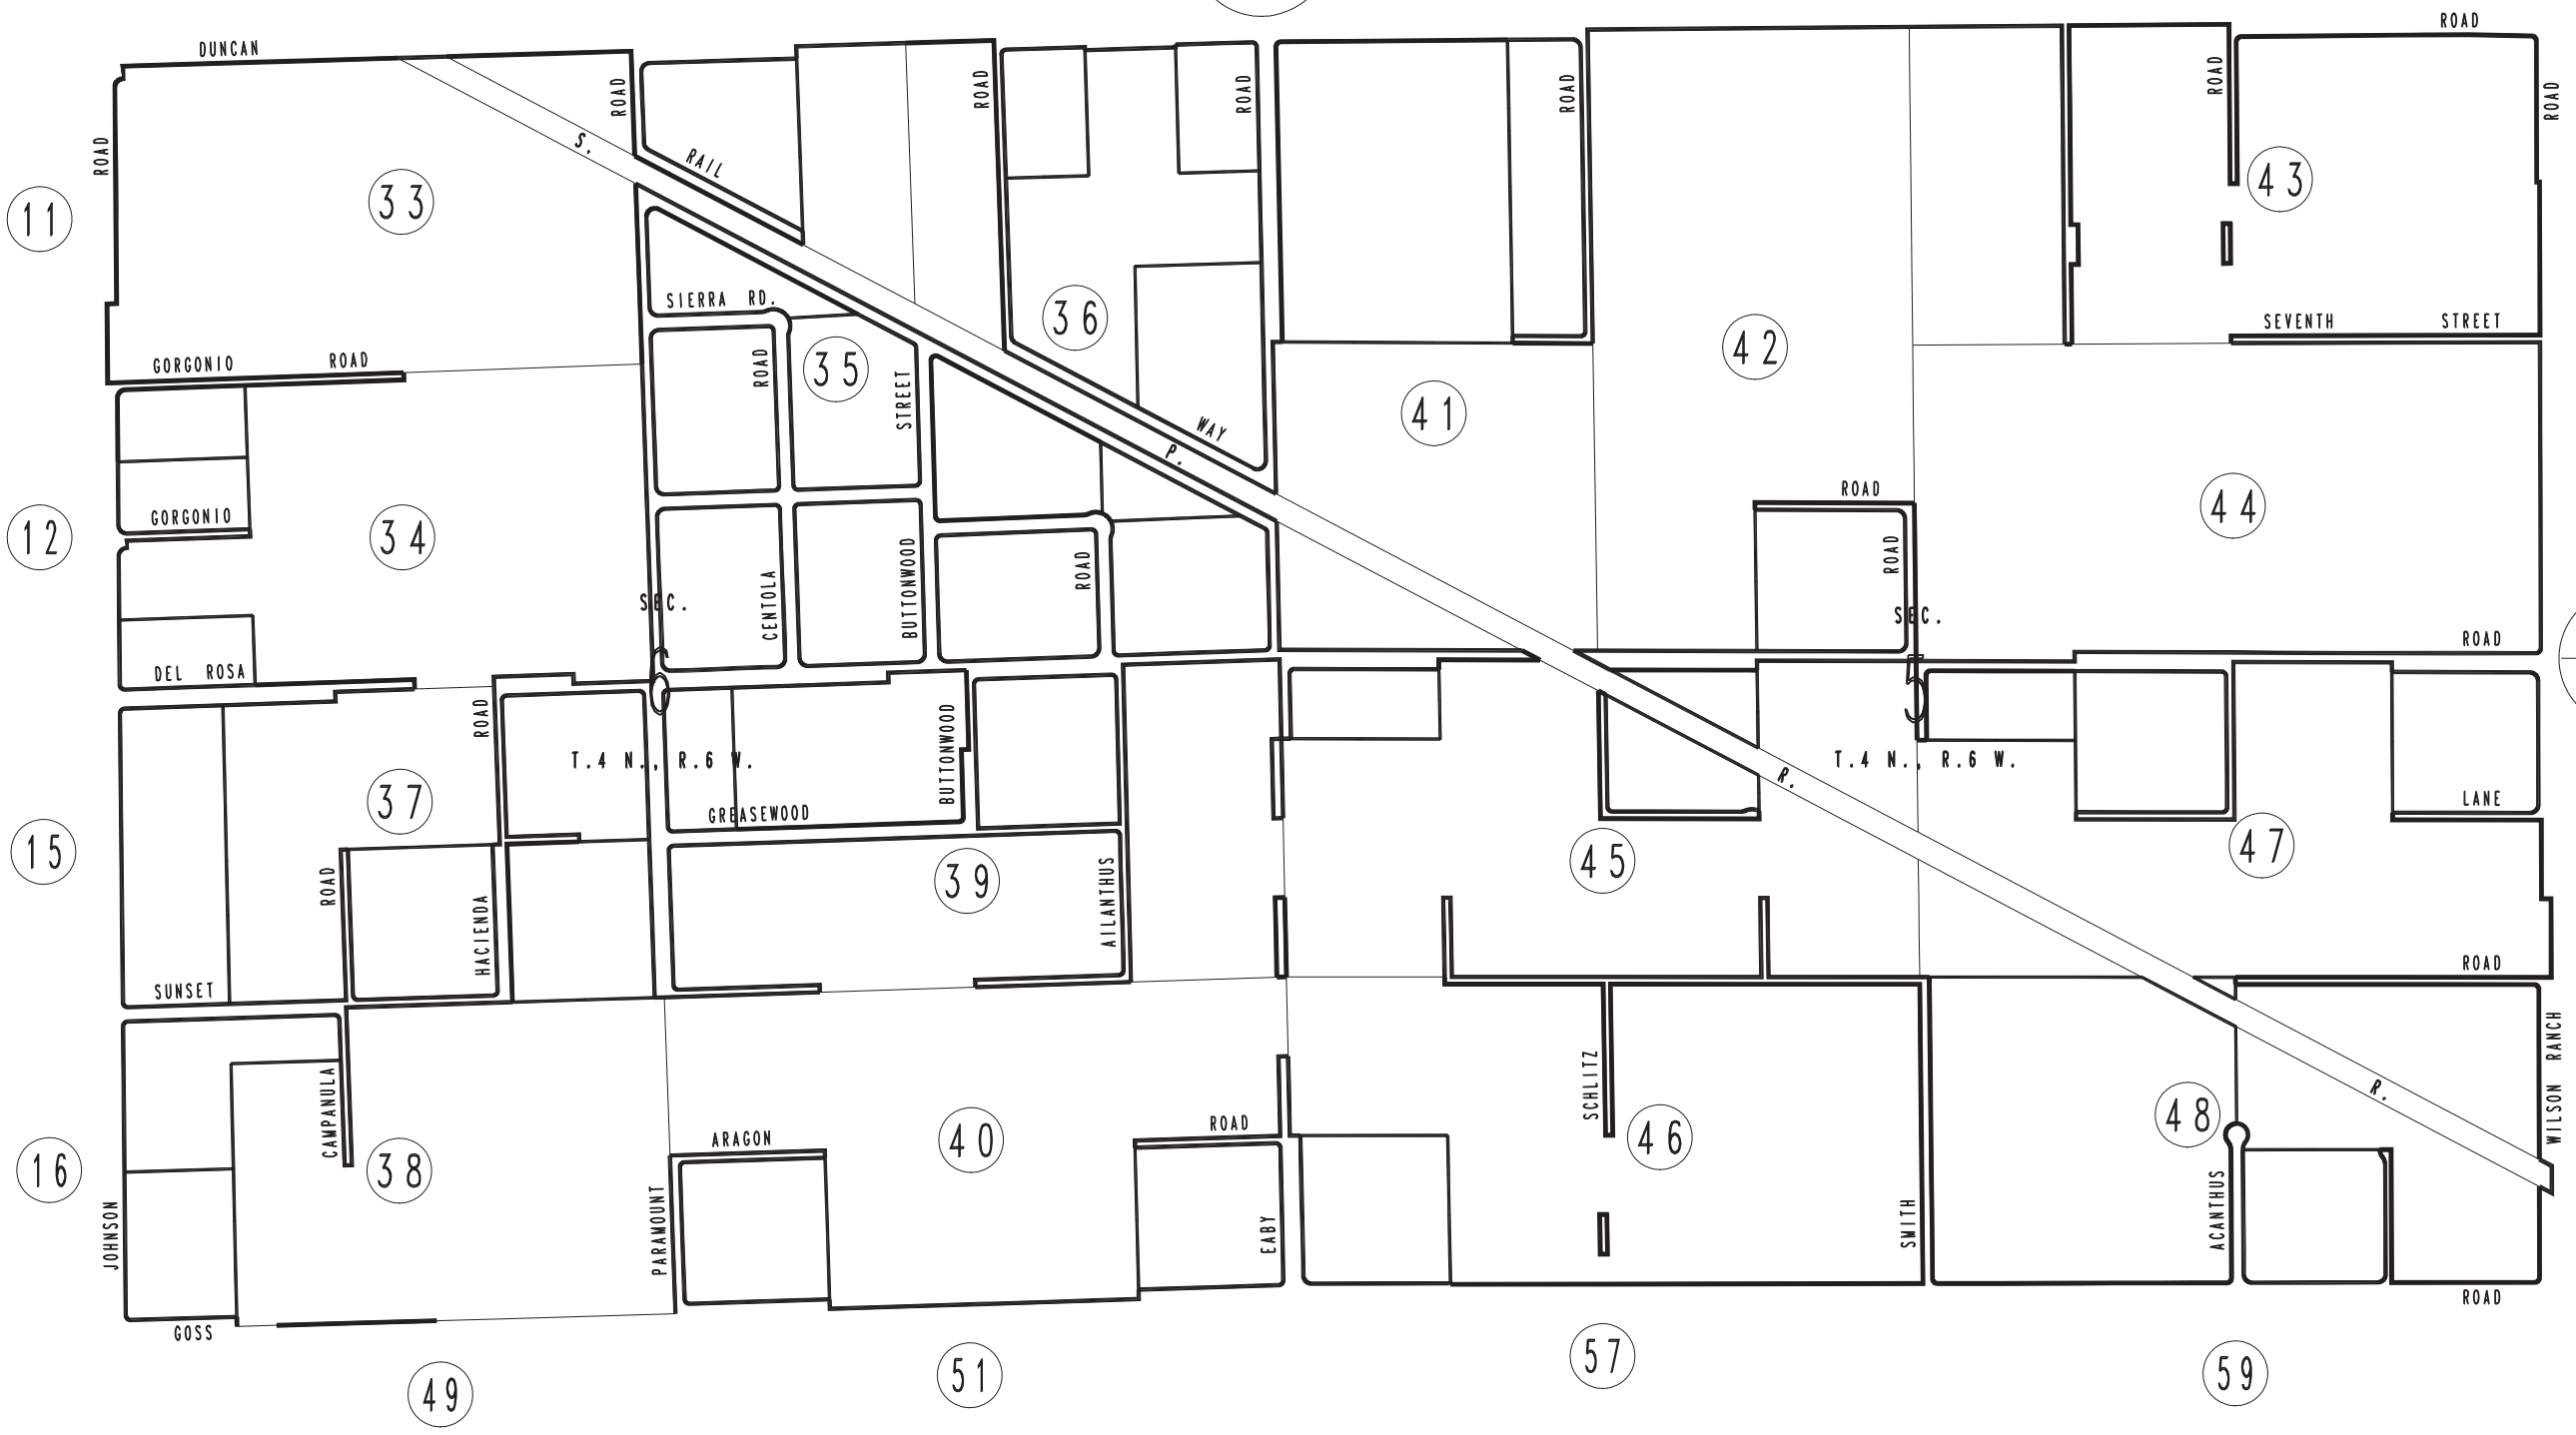 DUNCAN
ROAD
ROAD
ROAD
ROAD
ROAD
ROAD
ROAD
ROAD
ROAD
S.
RAIL
11
33
43
SIERRA RD.
36
SEVENTH STREET
42
GORGONIO ROAD
ROAD
35
STREET
41
WAY
P.
ROAD
GORGONIO
12
34
44
ROAD
ROAD
CENTOLA
BUTTONWOOD
SEC.
6
SEC.
5
ROAD
DEL ROSA
ROAD
BUTTONWOOD
T.4 N., R.6 W.
T.4 N., R.6 W.
R.
37
GREASEWOOD
LANE
15
39
45
47
ROAD
HACIENDA
AILANTHUS
SUNSET
ROAD
SCHLITZ
WILSON RANCH
R.
CAMPANULA
48
ARAGON
ROAD
40
46
16
38
JOHNSON
PARAMOUNT
EABY
SMITH
ACANTHUS
GOSS
ROAD
49
51
57
59